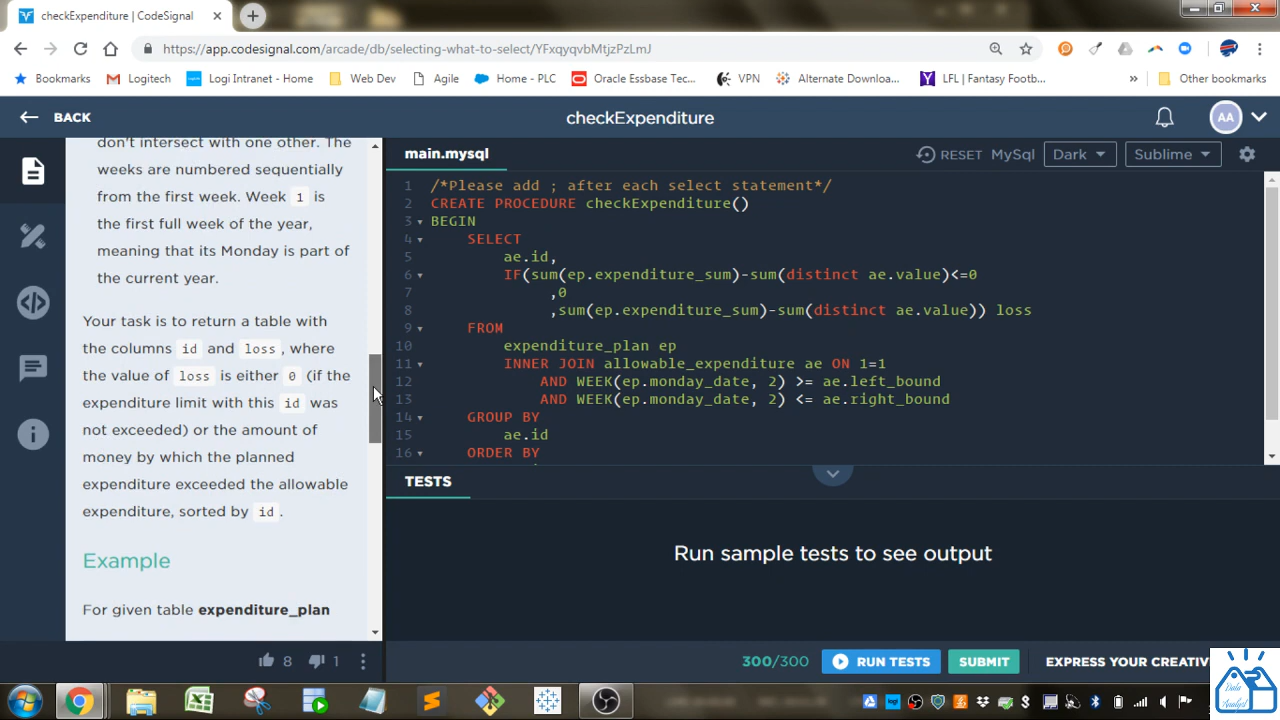 checkExpenditure | CodeSignal
https://app.codesignal.com/arcade/db/selecting-what-to-select/YFxqyqvbMtjzPzLmJ
Bookmarks Logitech Logi Intranet - Home Web Dev Agile Home - PLC Oracle Essbase Tec... VPN Alternate Downloa... LFL | Fantasy Footb... » Other bookmarks
BACK checkExpenditure AA
don't intersect with one other. The
weeks are numbered sequentially
from the first week. Week 1 is
the first full week of the year,
meaning that its Monday is part of
the current year.
Your task is to return a table with
the columns id and loss, where
the value of loss is either 0 (if the
expenditure limit with this id was
not exceeded) or the amount of
money by which the planned
expenditure exceeded the allowable
expenditure, sorted by id.
Example
For given table expenditure_plan
8 1
main.mysql RESET MySql Dark Sublime
1 /*Please add ; after each select statement*/
2 CREATE PROCEDURE checkExpenditure()
3 BEGIN
4 SELECT
5 ae.id,
6 IF(sum(ep.expenditure_sum)-sum(distinct ae.value)<=0
7 ,0
8 ,sum(ep.expenditure_sum)-sum(distinct ae.value)) loss
9 FROM
10 expenditure_plan ep
11 INNER JOIN allowable_expenditure ae ON 1=1
12 AND WEEK(ep.monday_date, 2) >= ae.left_bound
13 AND WEEK(ep.monday_date, 2) <= ae.right_bound
14 GROUP BY
15 ae.id
16 ORDER BY
TESTS
Run sample tests to see output
300/300 RUN TESTS SUBMIT EXPRESS YOUR CREATIV
Data
Analyst